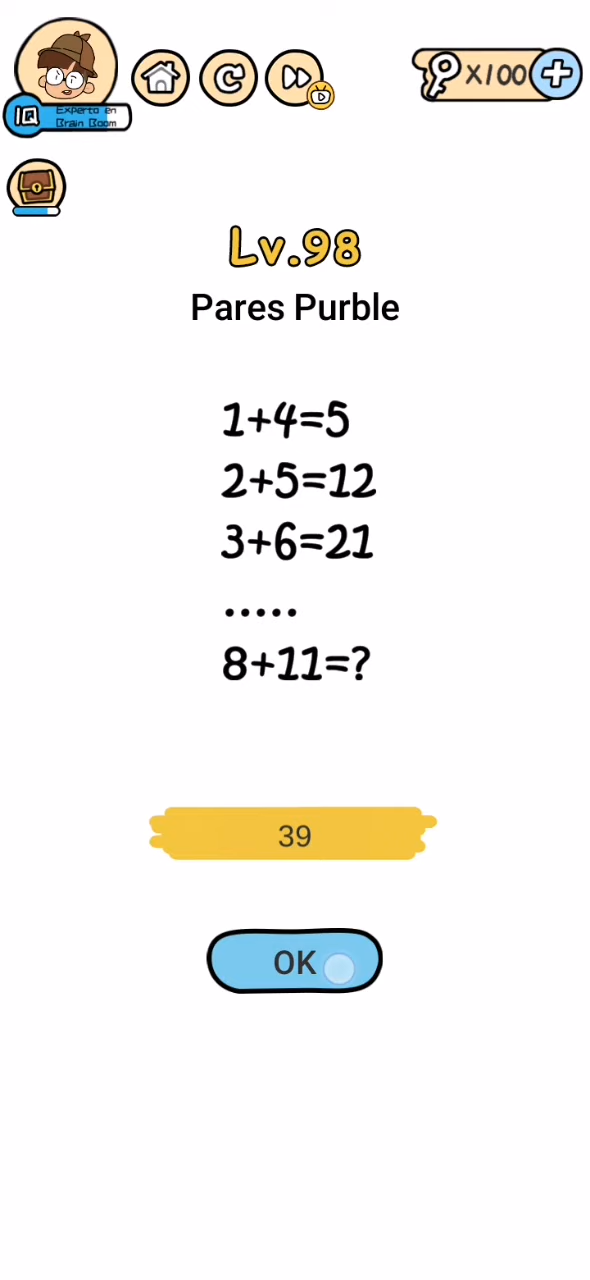 IQ
Experto en
Brain Boom
X100
Lv.98
Pares Purble
1+4=5
2+5=12
3+6=21
.....
8+11=?
39
OK